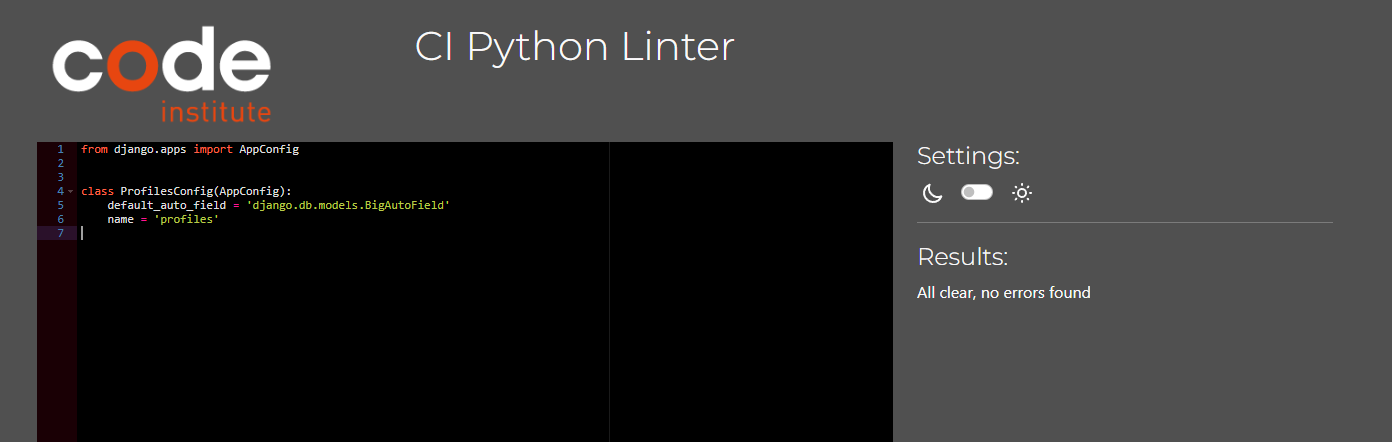 code
institute
CI Python Linter
1 from django.apps import AppConfig
2
3
4 class ProfilesConfig(AppConfig):
5     default_auto_field = 'django.db.models.BigAutoField'
6     name = 'profiles'
7
Settings:
Results:
All clear, no errors found